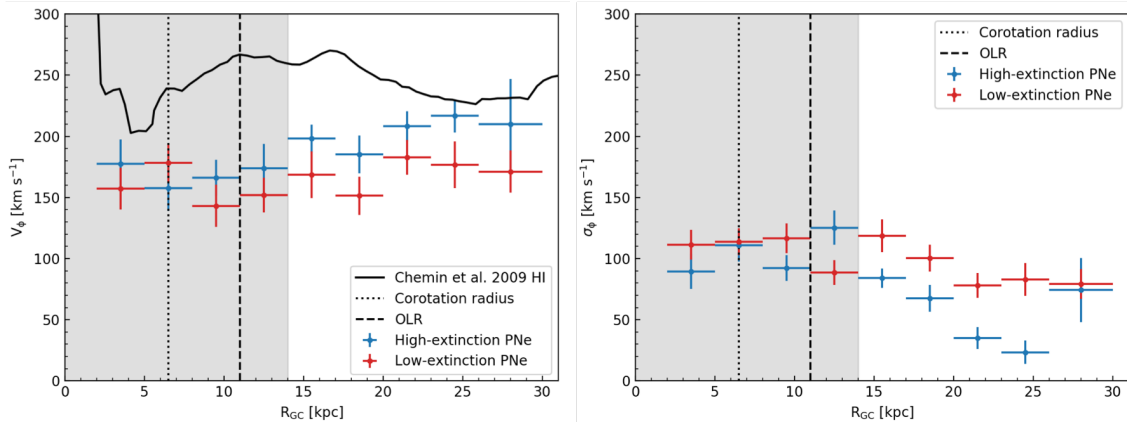 300
250
200
150
100
50
0
V_ϕ [km s⁻¹]
Chemin et al. 2009 HI
Corotation radius
OLR
High-extinction PNe
Low-extinction PNe
0 5 10 15 20 25 30
R_GC [kpc]
300
250
200
150
100
50
0
σ_ϕ [km s⁻¹]
Corotation radius
OLR
High-extinction PNe
Low-extinction PNe
0 5 10 15 20 25 30
R_GC [kpc]